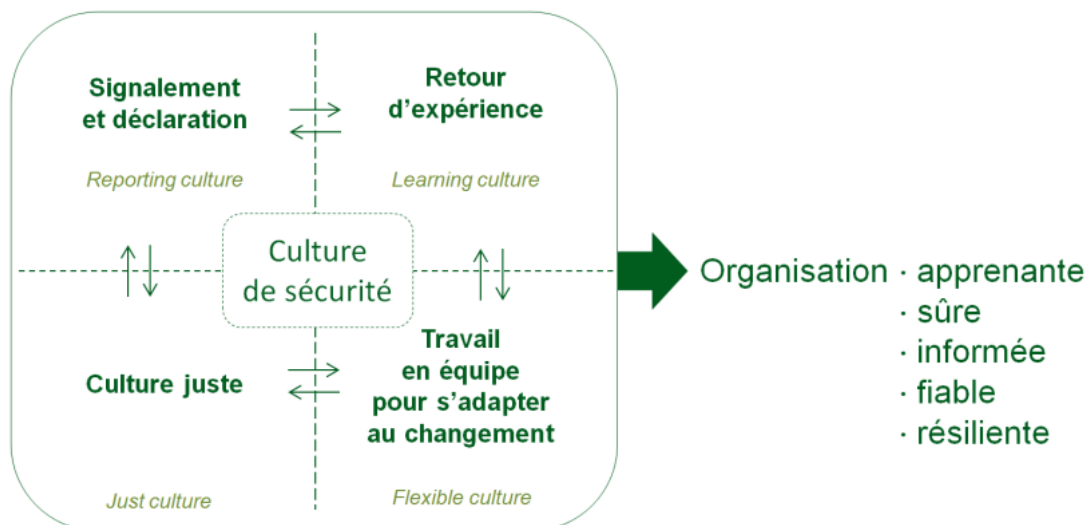 Signalement
et déclaration
Reporting culture
Retour
d’expérience
Learning culture
Culture
de sécurité
Culture juste
Just culture
Travail
en équipe
pour s’adapter
au changement
Flexible culture
Organisation · apprenante
· sûre
· informée
· fiable
· résiliente